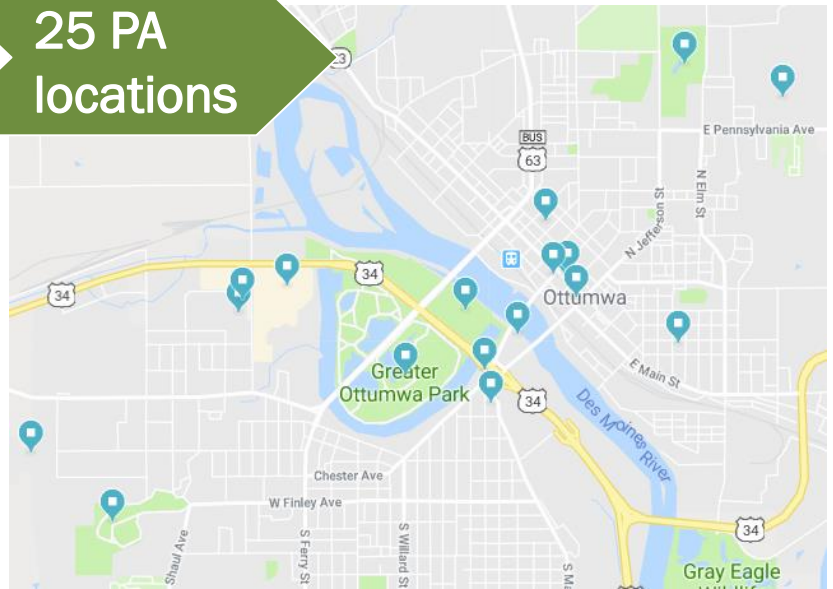 25 PA
locations
E Pennsylvania Ave
BUS
63
N Elm St
N Jefferson St
34
34
Ottumwa
Greater
Ottumwa Park
E Main St
34
Des Moines River
Chester Ave
W Finley Ave
Shaul Ave
S Ferry St
S Willard St
34
Gray Eagle